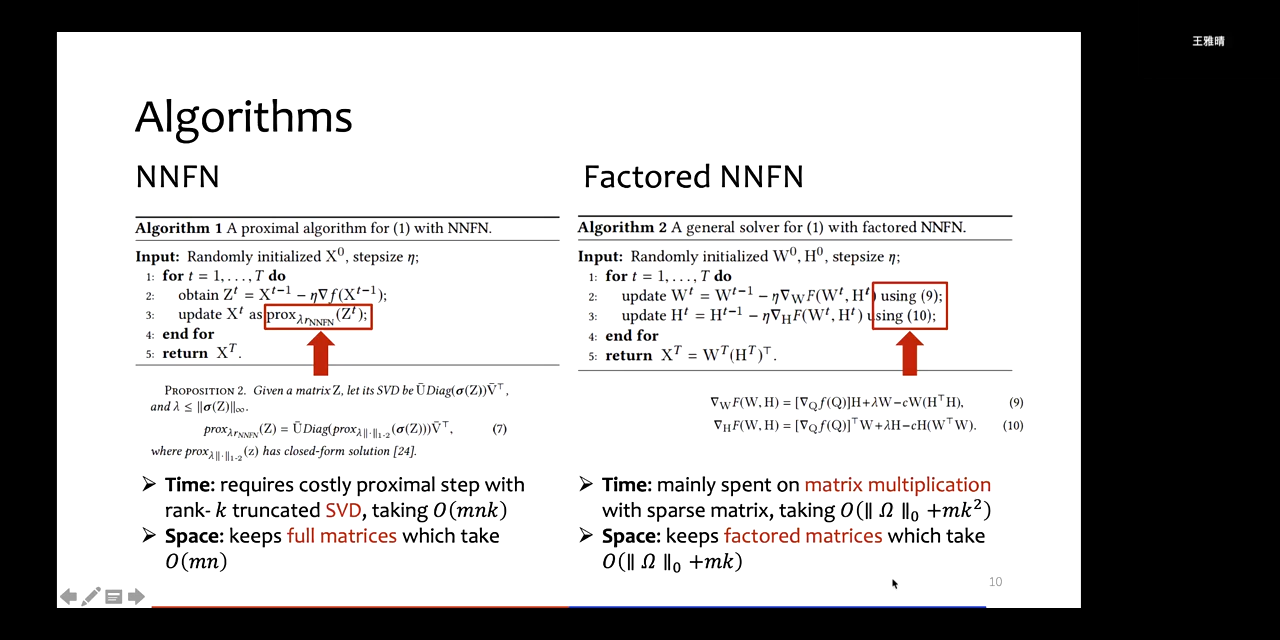 王雅晴
Algorithms
NNFN
Algorithm 1 A proximal algorithm for (1) with NNFN.
Input: Randomly initialized X⁰, stepsize η;
1: for t = 1, . . . , T do
2: obtain Zᵗ = Xᵗ⁻¹ − η∇f(Xᵗ⁻¹);
3: update Xᵗ as prox_{λr_NNFN}(Zᵗ);
4: end for
5: return Xᵀ.
Proposition 2. Given a matrix Z, let its SVD be ŪDiag(σ(Z))V̄⊤,
and λ ≤ ‖σ(Z)‖∞.
prox_{λr_NNFN}(Z) = ŪDiag(prox_{λ‖·‖₁₋₂}(σ(Z)))V̄⊤, (7)
where prox_{λ‖·‖₁₋₂}(z) has closed-form solution [24].
➢ Time: requires costly proximal step with
rank- k truncated SVD, taking O(mnk)
➢ Space: keeps full matrices which take
O(mn)
Factored NNFN
Algorithm 2 A general solver for (1) with factored NNFN.
Input: Randomly initialized W⁰, H⁰, stepsize η;
1: for t = 1, . . . , T do
2: update Wᵗ = Wᵗ⁻¹ − η∇_W F(Wᵗ, Hᵗ) using (9);
3: update Hᵗ = Hᵗ⁻¹ − η∇_H F(Wᵗ, Hᵗ) using (10);
4: end for
5: return Xᵀ = Wᵀ(Hᵀ)⊤.
∇_W F(W, H) = [∇_Q f(Q)]H+λW−cW(H⊤H), (9)
∇_H F(W, H) = [∇_Q f(Q)]⊤W+λH−cH(W⊤W). (10)
➢ Time: mainly spent on matrix multiplication
with sparse matrix, taking O(‖ Ω ‖₀ +mk²)
➢ Space: keeps factored matrices which take
O(‖ Ω ‖₀ +mk)
10